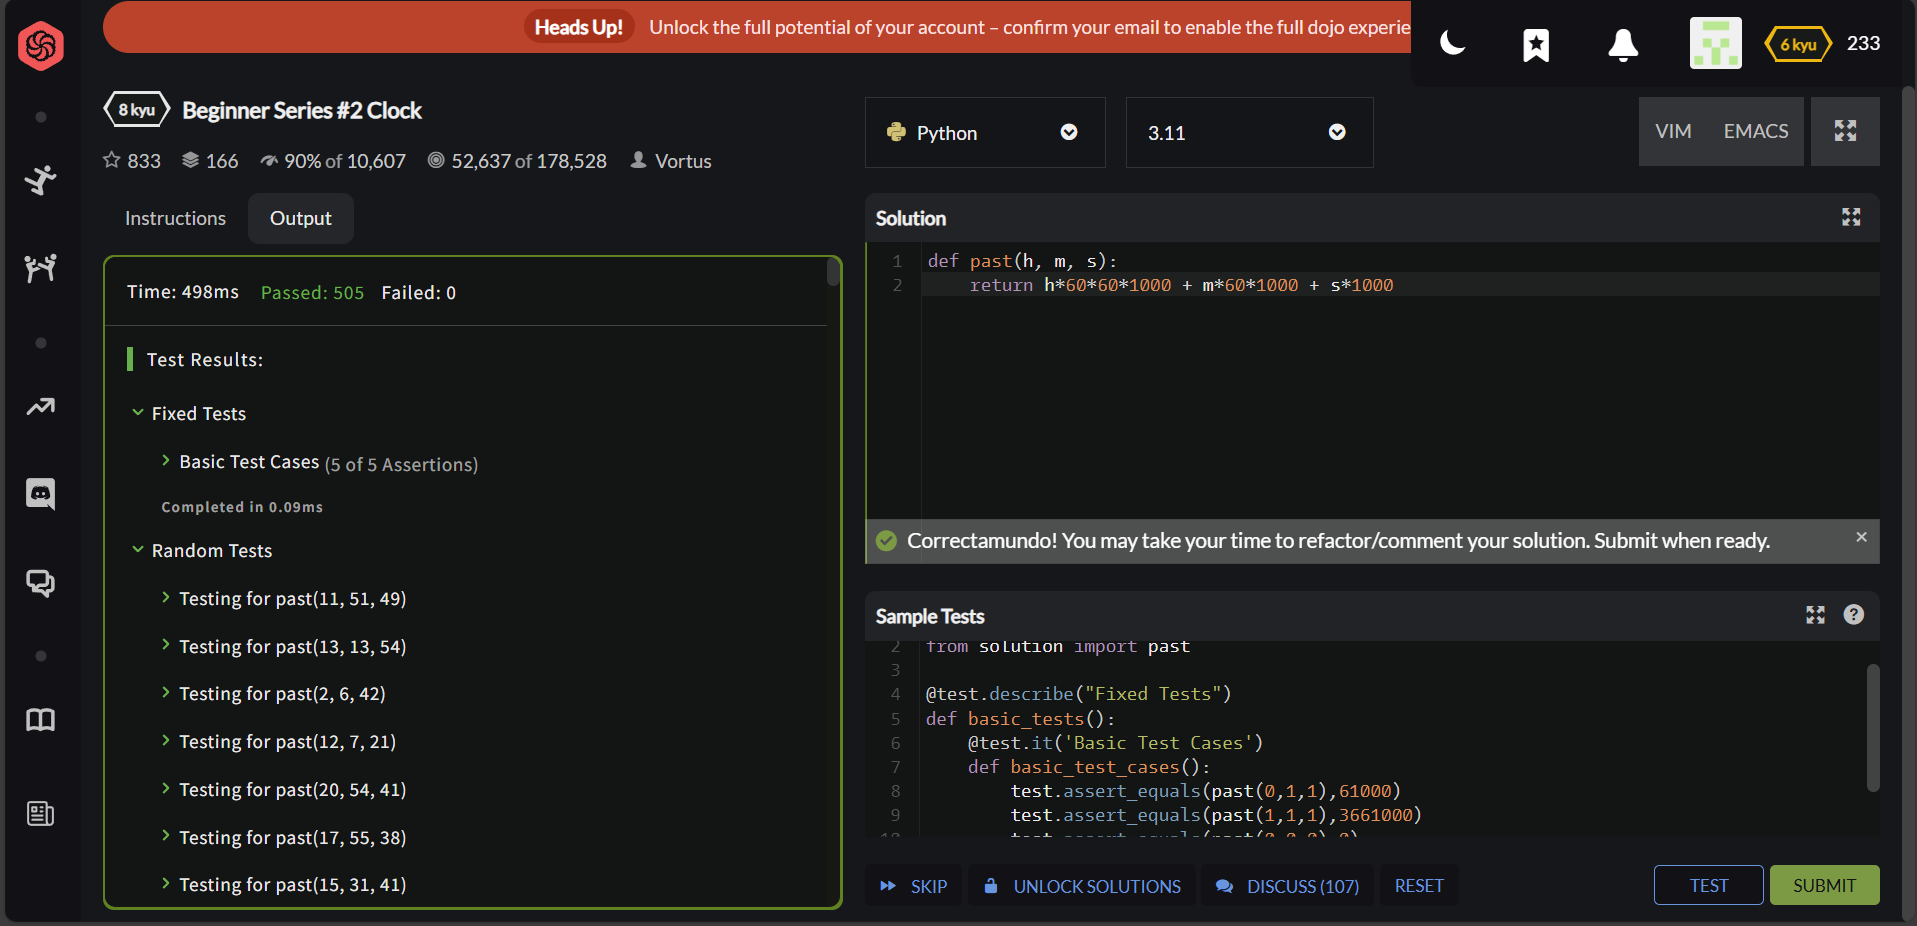 Heads Up! Unlock the full potential of your account – confirm your email to enable the full dojo experie
6 kyu 233
8 kyu Beginner Series #2 Clock
833 166 90% of 10,607 52,637 of 178,528 Vortus
Python
3.11
VIM EMACS
Instructions Output
Time: 498ms Passed: 505 Failed: 0
Test Results:
Fixed Tests
Basic Test Cases (5 of 5 Assertions)
Completed in 0.09ms
Random Tests
Testing for past(11, 51, 49)
Testing for past(13, 13, 54)
Testing for past(2, 6, 42)
Testing for past(12, 7, 21)
Testing for past(20, 54, 41)
Testing for past(17, 55, 38)
Testing for past(15, 31, 41)
Solution
1 def past(h, m, s):
2 return h*60*60*1000 + m*60*1000 + s*1000
Correctamundo! You may take your time to refactor/comment your solution. Submit when ready.
Sample Tests
2 from solution import past
3
4 @test.describe("Fixed Tests")
5 def basic_tests():
6 @test.it('Basic Test Cases')
7 def basic_test_cases():
8 test.assert_equals(past(0,1,1),61000)
9 test.assert_equals(past(1,1,1),3661000)
10 test.assert_equals(past(0,0,0),0)
SKIP UNLOCK SOLUTIONS DISCUSS (107) RESET
TEST SUBMIT